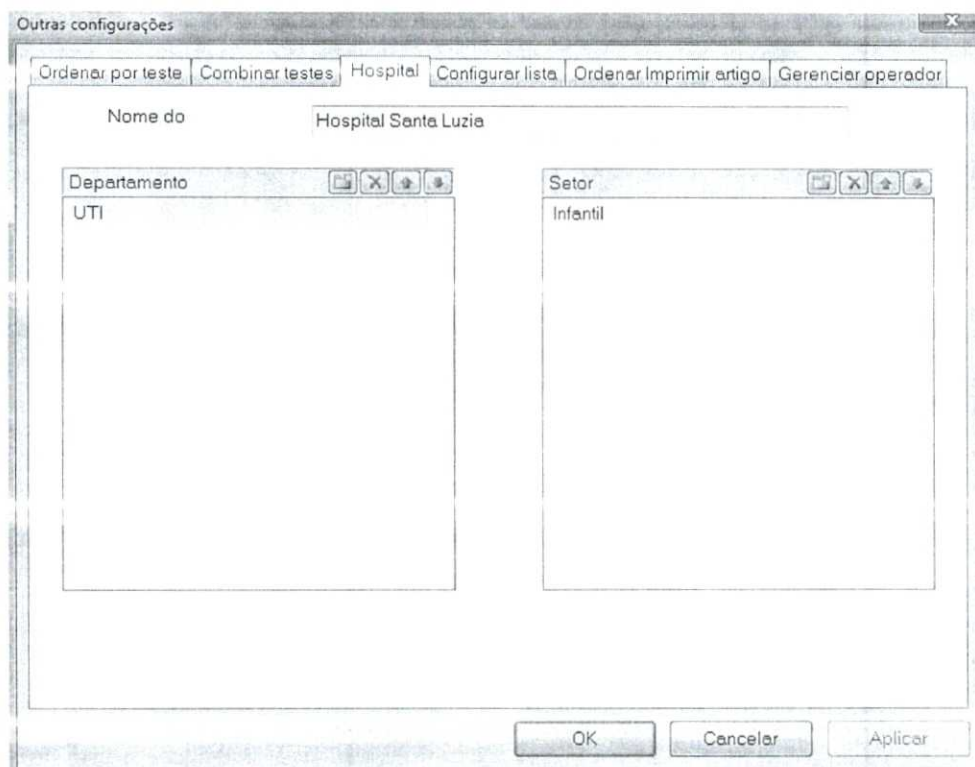 Outras configurações
Ordenar por teste Combinar testes Hospital Configurar lista Ordenar Imprimir artigo Gerenciar operador
Nome do Hospital Santa Luzia
Departamento Setor
UTI Infantil
OK Cancelar Aplicar